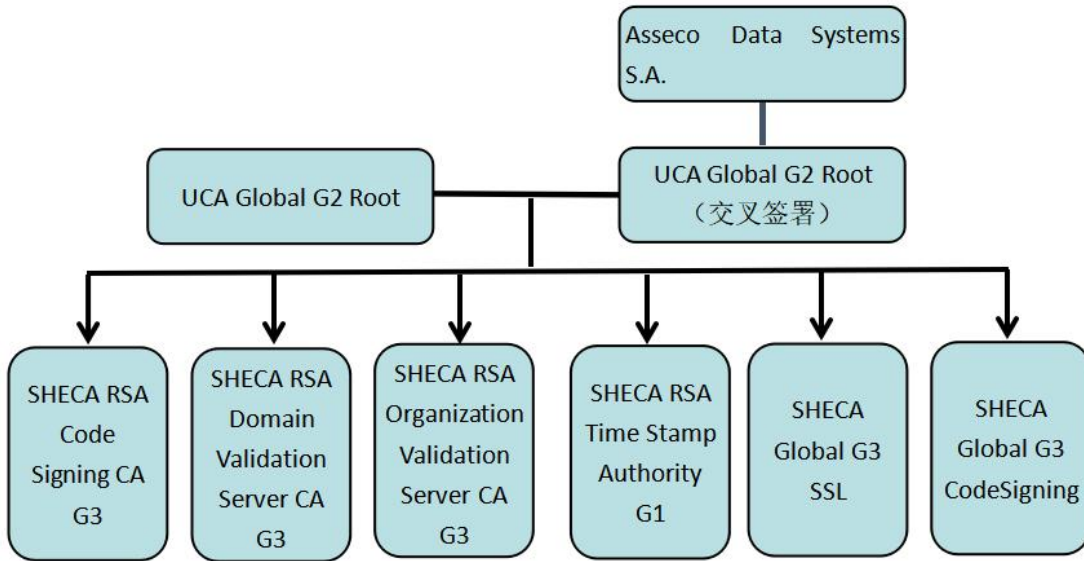 Asseco Data Systems
S.A.
UCA Global G2 Root
UCA Global G2 Root
（交叉签署）
SHECA RSA
Code
Signing CA
G3
SHECA RSA
Domain
Validation
Server CA
G3
SHECA RSA
Organization
Validation
Server CA
G3
SHECA RSA
Time Stamp
Authority
G1
SHECA
Global G3
SSL
SHECA
Global G3
CodeSigning